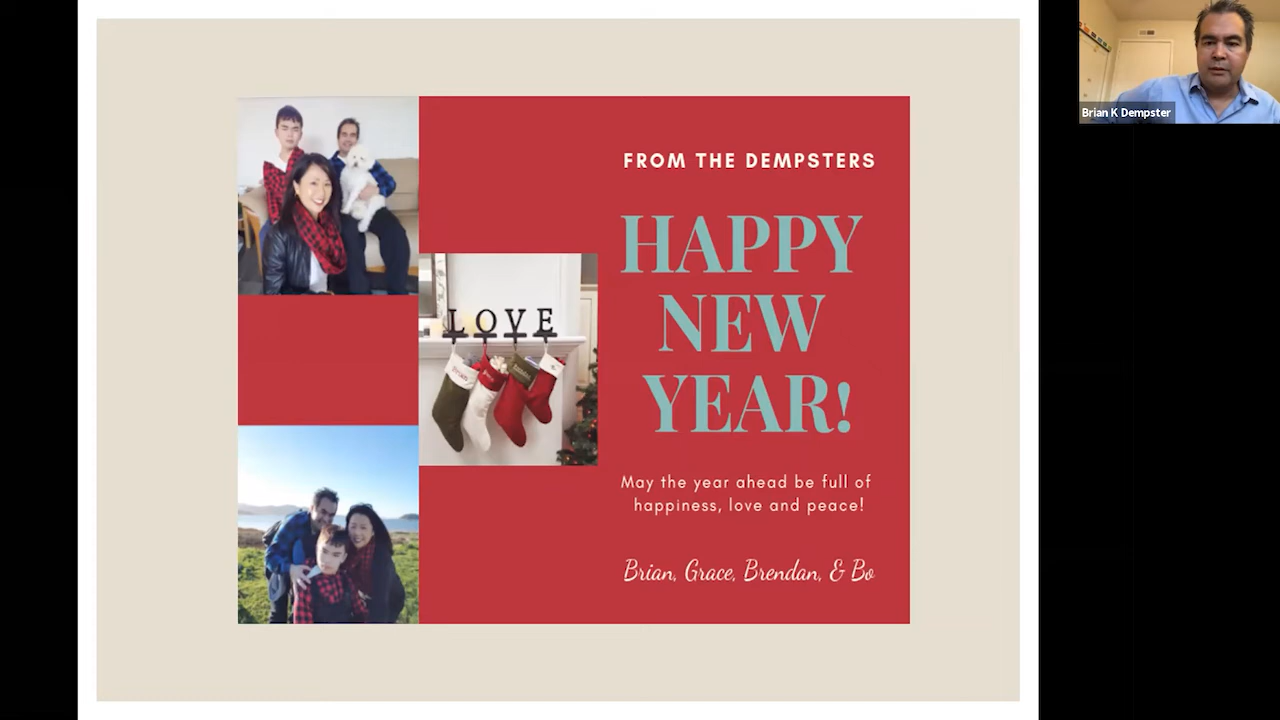 FROM THE DEMPSTERS
HAPPY
NEW
YEAR!
May the year ahead be full of
happiness, love and peace!
Brian, Grace, Brendan, & Bo
LOVE
Brian K Dempster